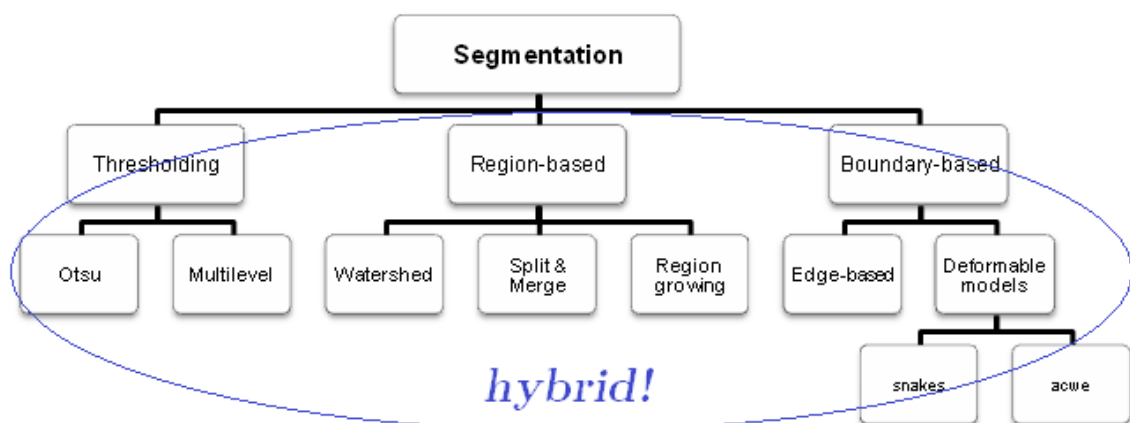 Segmentation
Thresholding
Region-based
Boundary-based
Otsu
Multilevel
Watershed
Split &
Merge
Region
growing
Edge-based
Deformable
models
snakes
acwe
hybrid!